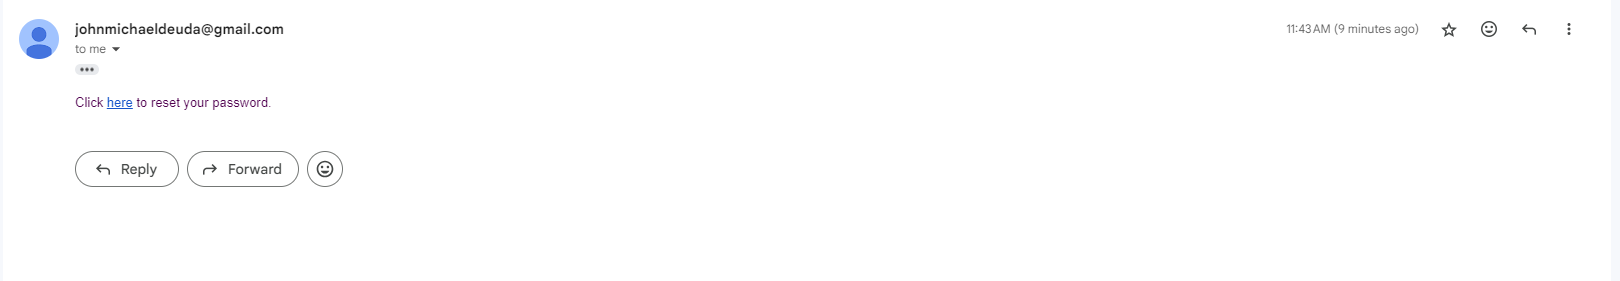 johnmichaeldeuda@gmail.com
11:43 AM (9 minutes ago)
to me
Click here to reset your password.
Reply
Forward